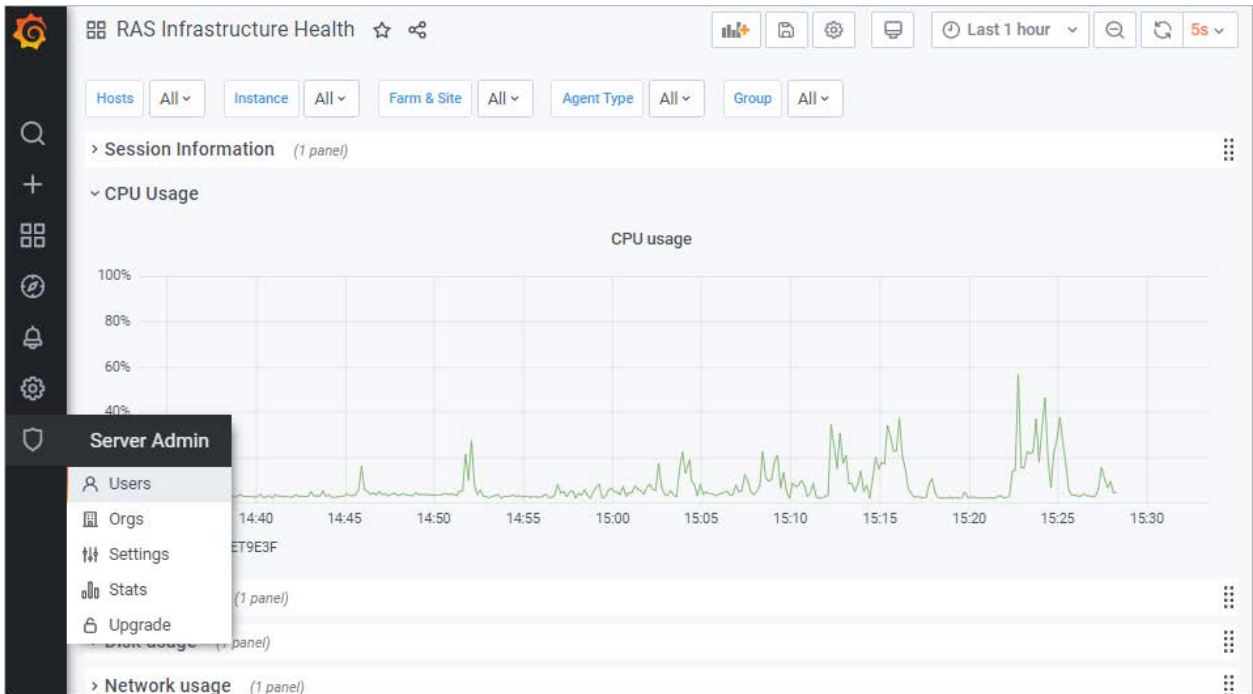 RAS Infrastructure Health
Last 1 hour
5s
Hosts All Instance All Farm & Site All Agent Type All Group All
Session Information (1 panel)
CPU Usage
CPU usage
100%
80%
60%
40%
Server Admin
Users
Orgs
Settings
Stats
Upgrade
14:40 14:45 14:50 14:55 15:00 15:05 15:10 15:15 15:20 15:25 15:30
ET9E3F
(1 panel)
Disk usage (1 panel)
Network usage (1 panel)